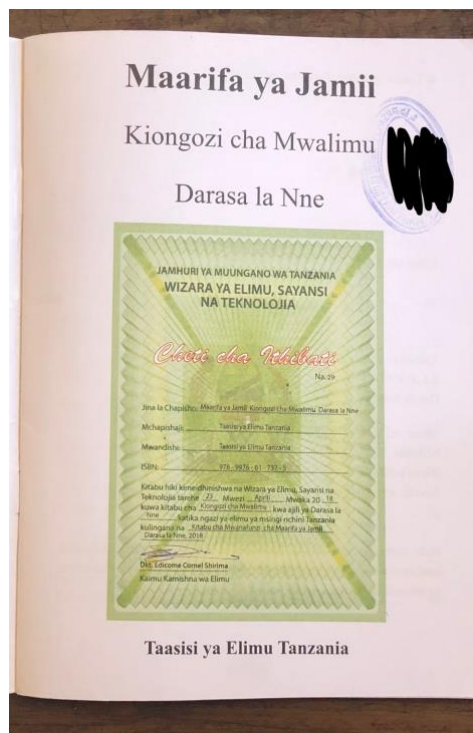 Maarifa ya Jamii
Kiongozi cha Mwalimu
Darasa la Nne
JAMHURI YA MUUNGANO WA TANZANIA
WIZARA YA ELIMU, SAYANSI
NA TEKNOLOJIA
Cheti cha Ithibati
Na. 29
Jina la Chapisho: Maarifa ya Jamii Kiongozi cha Mwalimu Darasa la Nne
Mchapishaji: Taasisi ya Elimu Tanzania
Mwandishi: Taasisi ya Elimu Tanzania
ISBN: 978 - 9976 - 61 - 737 - 5
Kitabu hiki kimeidhinishwa na Wizara ya Elimu, Sayansi na
Teknolojia tarehe 23 Mwezi Aprili Mwaka 20 18
kuwa kitabu cha Kiongozi cha Mwalimu kwa ajili ya Darasa la
Nne katika ngazi ya elimu ya msingi nchini Tanzania
kulingana na Kitabu cha Mwanafunzi cha Maarifa ya Jamii
Darasa la Nne, 2018
Dkt. Edicome Cornel Shirima
Kaimu Kamishna wa Elimu
Taasisi ya Elimu Tanzania